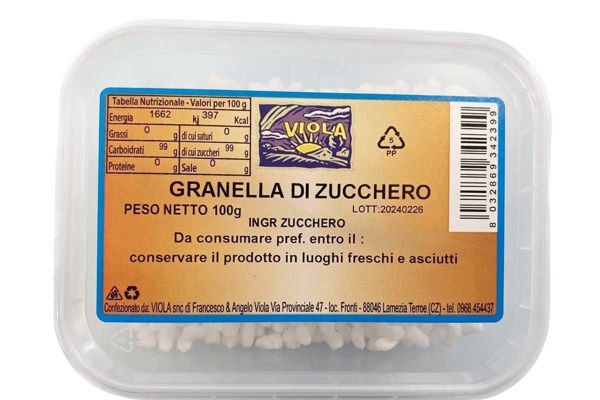 Tabella Nutrizionale - Valori per 100 g
Energia 1662 kj 397 Kcal
Grassi 0 g di cui saturi 0 g
Carboidrati 99 g di cui zuccheri 99 g
Proteine 0 g Sale 0 g
VIOLA
5
PP
8 032869 342399
GRANELLA DI ZUCCHERO
PESO NETTO 100g LOTT:20240226
INGR ZUCCHERO
Da consumare pref. entro il :
conservare il prodotto in luoghi freschi e asciutti
Confezionato da: VIOLA snc di Francesco & Angelo Viola Via Provinciale 47 - loc. Fronti - 88046 Lamezia Terroe (CZ) - tel. 0968.454437